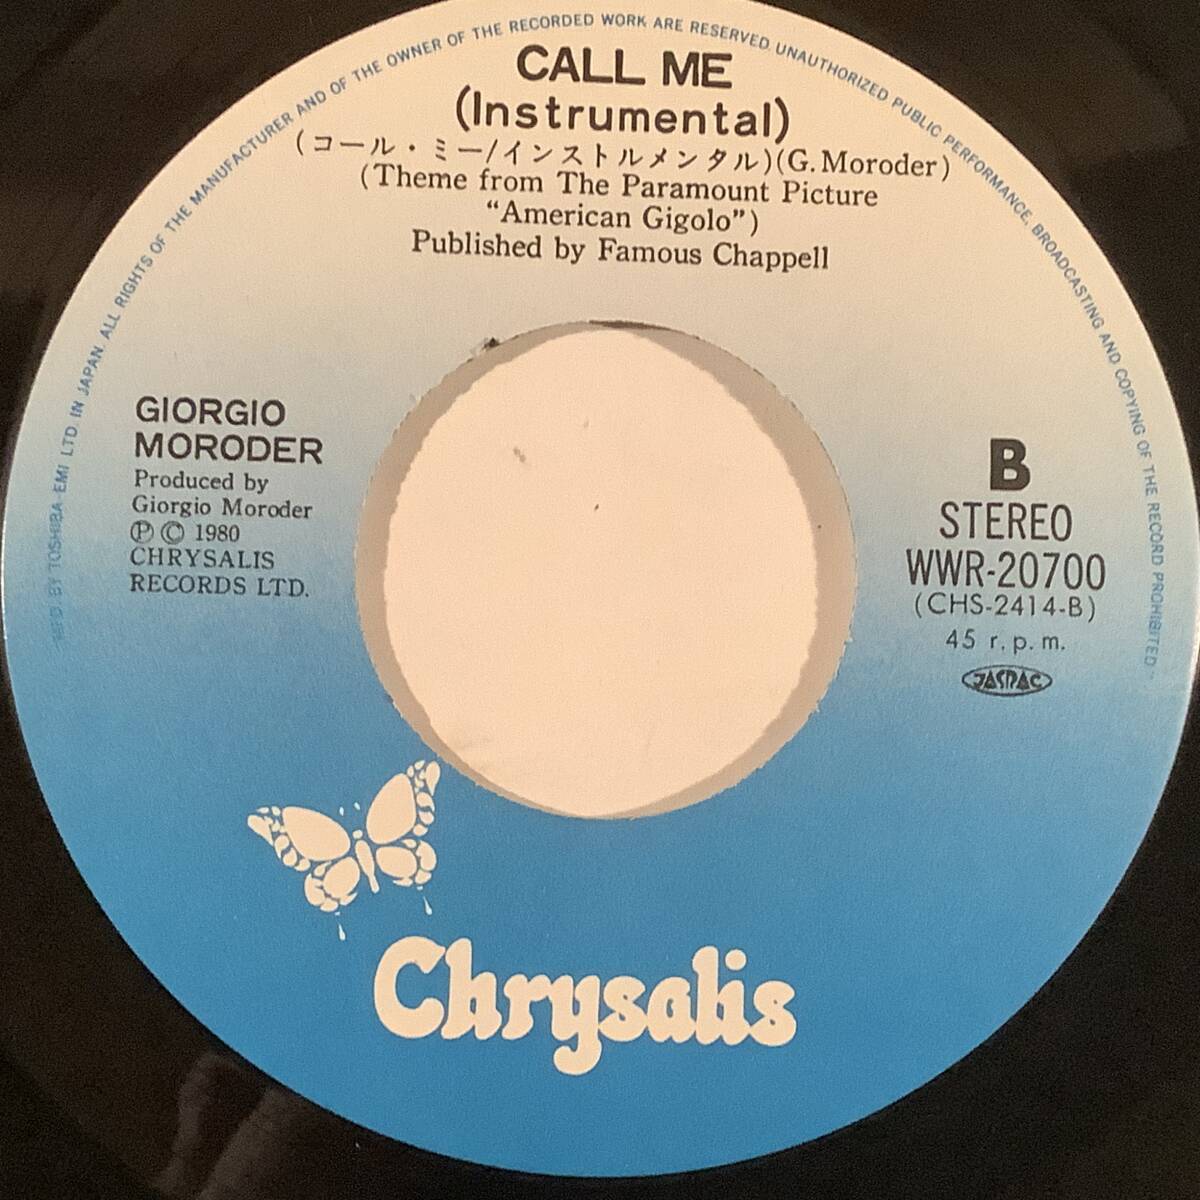 MFD. BY TOSHIBA-EMI LTD. IN JAPAN. ALL RIGHTS OF THE MANUFACTURER AND OF THE OWNER OF THE RECORDED WORK ARE RESERVED UNAUTHORIZED PUBLIC PERFORMANCE, BROADCASTING AND COPYING OF THE RECORD PROHIBITED
CALL ME
(Instrumental)
(コール・ミー/インストルメンタル)(G. Moroder)
(Theme from The Paramount Picture
"American Gigolo")
Published by Famous Chappell
GIORGIO
MORODER
Produced by
Giorgio Moroder
Ⓟ Ⓒ 1980
CHRYSALIS
RECORDS LTD.
B
STEREO
WWR-20700
(CHS-2414-B)
45 r.p.m.
JASRAC
Chrysalis